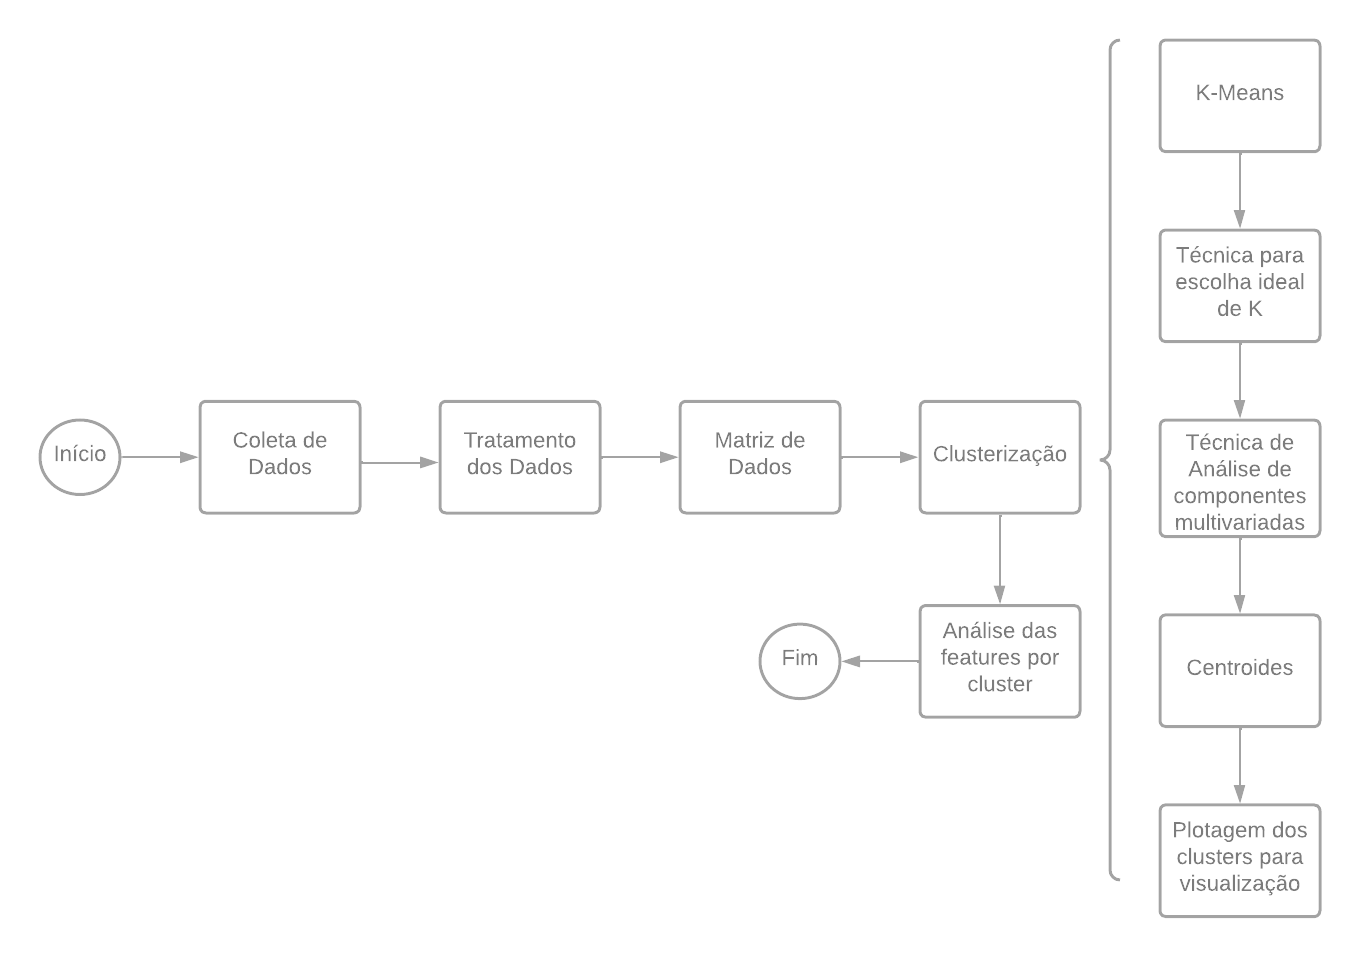 Início
Coleta de
Dados
Tratamento
dos Dados
Matriz de
Dados
Clusterização
Análise das
features por
cluster
Fim
K-Means
Técnica para
escolha ideal
de K
Técnica de
Análise de
componentes
multivariadas
Centroides
Plotagem dos
clusters para
visualização